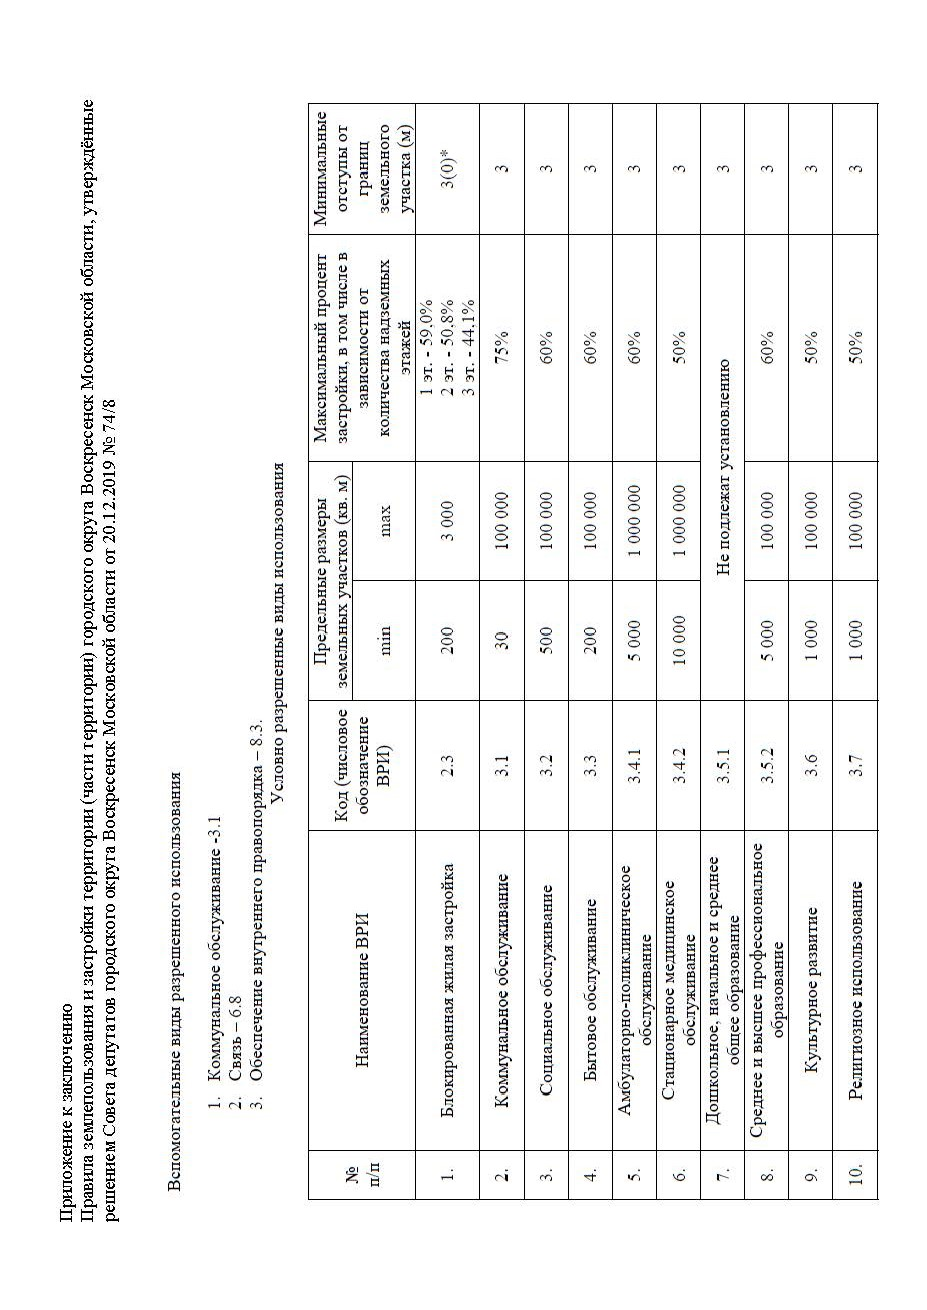 Приложение к заключению
Правила землепользования и застройки территории (части территории) городского округа Воскресенск Московской области, утверждённые
решением Совета депутатов городского округа Воскресенск Московской области от 20.12.2019 № 74/8
Вспомогательные виды разрешенного использования
1. Коммунальное обслуживание -3.1
2. Связь – 6.8
3. Обеспечение внутреннего правопорядка – 8.3.
Условно разрешенные виды использования
№
п/п
Наименование ВРИ
Код (числовое
обозначение
ВРИ)
Предельные размеры
земельных участков (кв. м)
min
max
Максимальный процент
застройки, в том числе в
зависимости от
количества надземных
этажей
Минимальные
отступы от
границ
земельного
участка (м)
1. Блокированная жилая застройка 2.3 200 3 000
1 эт. - 59,0%
2 эт. - 50,8%
3 эт. - 44,1%
3(0)*
2. Коммунальное обслуживание 3.1 30 100 000 75% 3
3. Социальное обслуживание 3.2 500 100 000 60% 3
4. Бытовое обслуживание 3.3 200 100 000 60% 3
5. Амбулаторно-поликлиническое
обслуживание
3.4.1 5 000 1 000 000 60% 3
6. Стационарное медицинское
обслуживание
3.4.2 10 000 1 000 000 50% 3
7. Дошкольное, начальное и среднее
общее образование
3.5.1 Не подлежат установлению 3
8. Среднее и высшее профессиональное
образование
3.5.2 5 000 100 000 60% 3
9. Культурное развитие 3.6 1 000 100 000 50% 3
10. Религиозное использование 3.7 1 000 100 000 50% 3